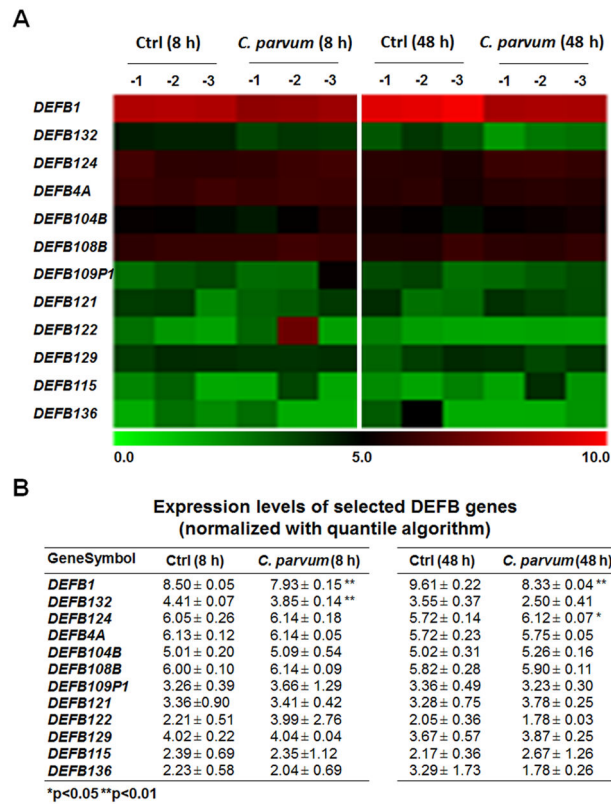 A
Ctrl (8 h) C. parvum (8 h) Ctrl (48 h) C. parvum (48 h)
-1 -2 -3 -1 -2 -3 -1 -2 -3 -1 -2 -3
DEFB1
DEFB132
DEFB124
DEFB4A
DEFB104B
DEFB108B
DEFB109P1
DEFB121
DEFB122
DEFB129
DEFB115
DEFB136
0.0 5.0 10.0
B
Expression levels of selected DEFB genes
(normalized with quantile algorithm)
GeneSymbol Ctrl (8 h) C. parvum (8 h) Ctrl (48 h) C. parvum (48 h)
DEFB1 8.50 ± 0.05 7.93 ± 0.15 ** 9.61 ± 0.22 8.33 ± 0.04 **
DEFB132 4.41 ± 0.07 3.85 ± 0.14 ** 3.55 ± 0.37 2.50 ± 0.41
DEFB124 6.05 ± 0.26 6.14 ± 0.18 5.72 ± 0.14 6.12 ± 0.07 *
DEFB4A 6.13 ± 0.12 6.14 ± 0.05 5.72 ± 0.23 5.75 ± 0.05
DEFB104B 5.01 ± 0.20 5.09 ± 0.54 5.02 ± 0.31 5.26 ± 0.16
DEFB108B 6.00 ± 0.10 6.14 ± 0.09 5.82 ± 0.28 5.90 ± 0.11
DEFB109P1 3.26 ± 0.39 3.66 ± 1.29 3.36 ± 0.49 3.23 ± 0.30
DEFB121 3.36 ±0.90 3.41 ± 0.42 3.28 ± 0.75 3.78 ± 0.25
DEFB122 2.21 ± 0.51 3.99 ± 2.76 2.05 ± 0.36 1.78 ± 0.03
DEFB129 4.02 ± 0.22 4.04 ± 0.04 3.67 ± 0.57 3.87 ± 0.25
DEFB115 2.39 ± 0.69 2.35 ±1.12 2.17 ± 0.36 2.67 ± 1.26
DEFB136 2.23 ± 0.58 2.04 ± 0.69 3.29 ± 1.73 1.78 ± 0.26
*p<0.05 **p<0.01